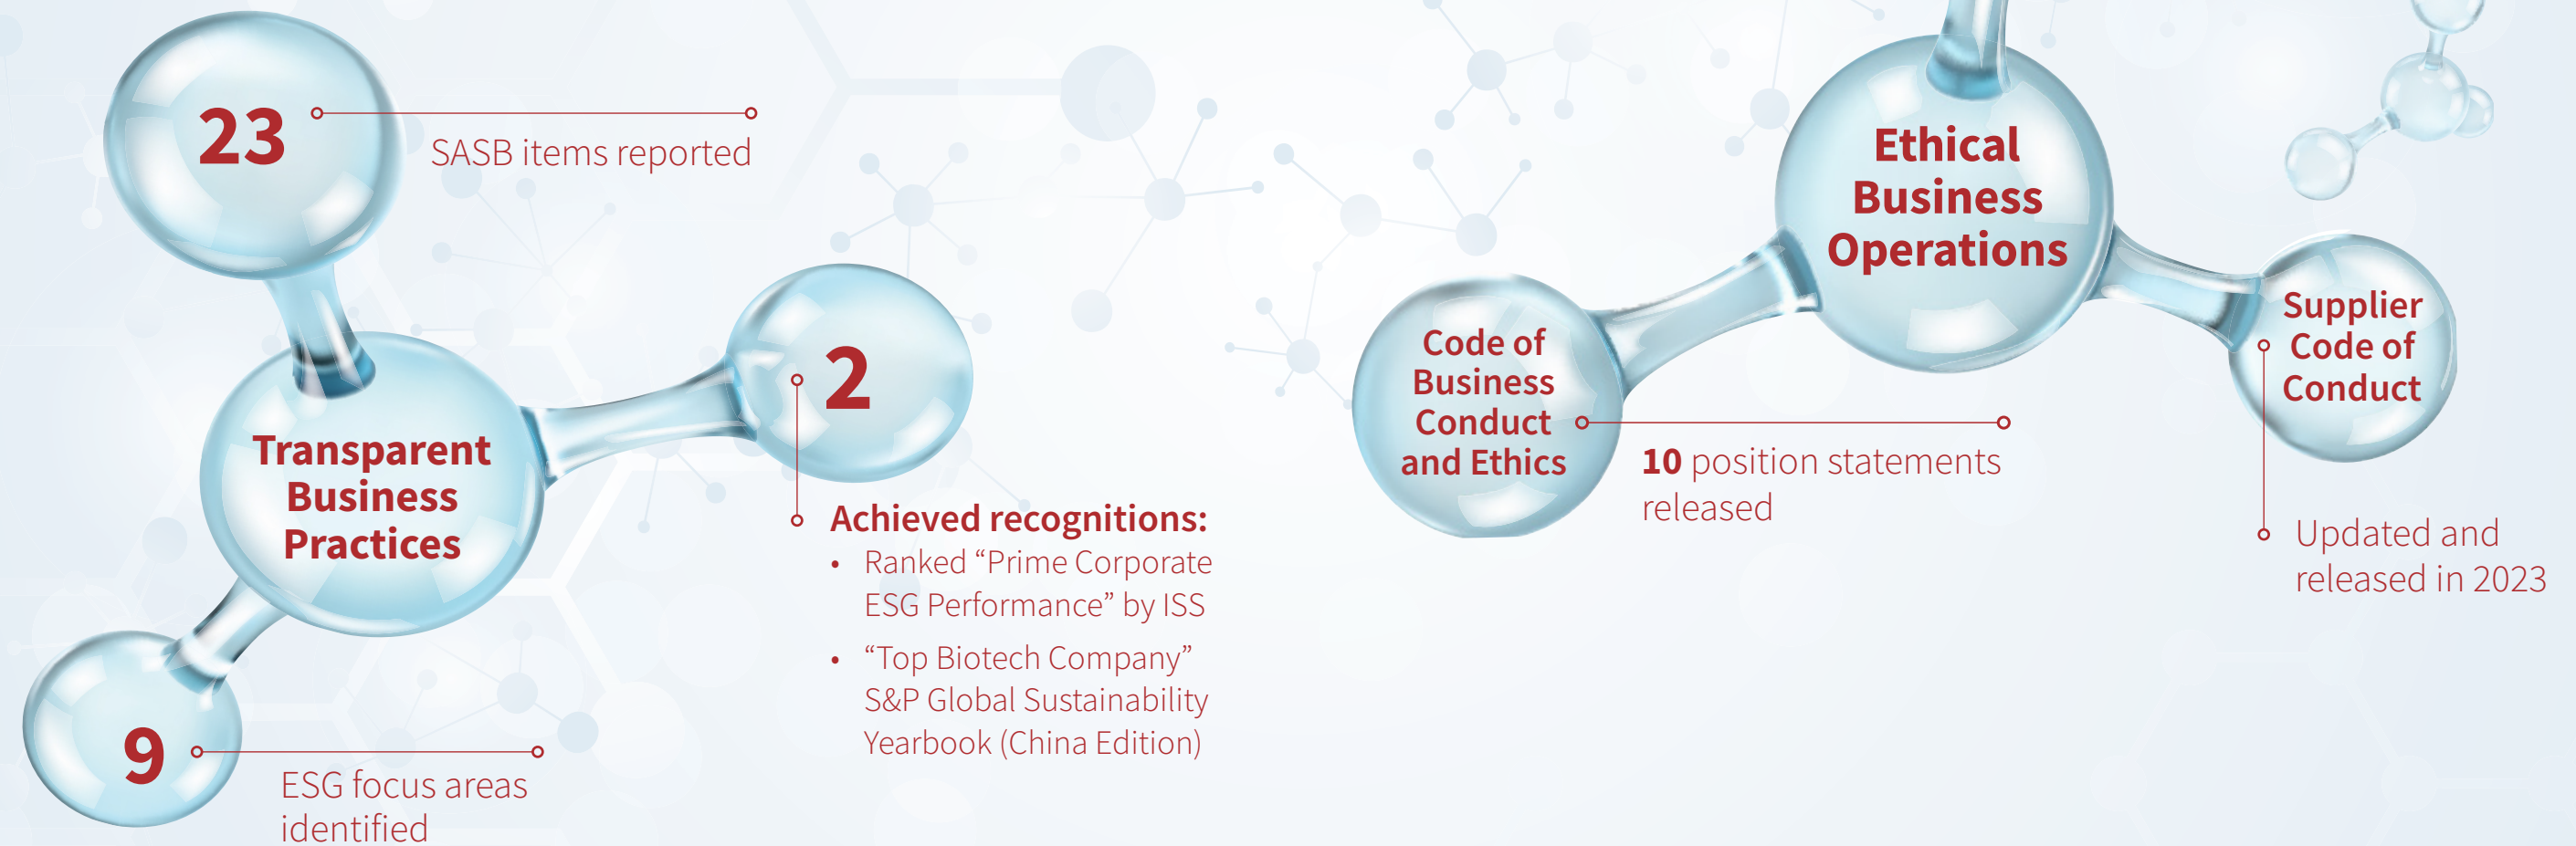 23
SASB items reported
Transparent
Business
Practices
2
Achieved recognitions:
• Ranked “Prime Corporate
ESG Performance” by ISS
• “Top Biotech Company”
S&P Global Sustainability
Yearbook (China Edition)
9
ESG focus areas
identified
Ethical
Business
Operations
Code of
Business
Conduct
and Ethics
10 position statements
released
Supplier
Code of
Conduct
Updated and
released in 2023